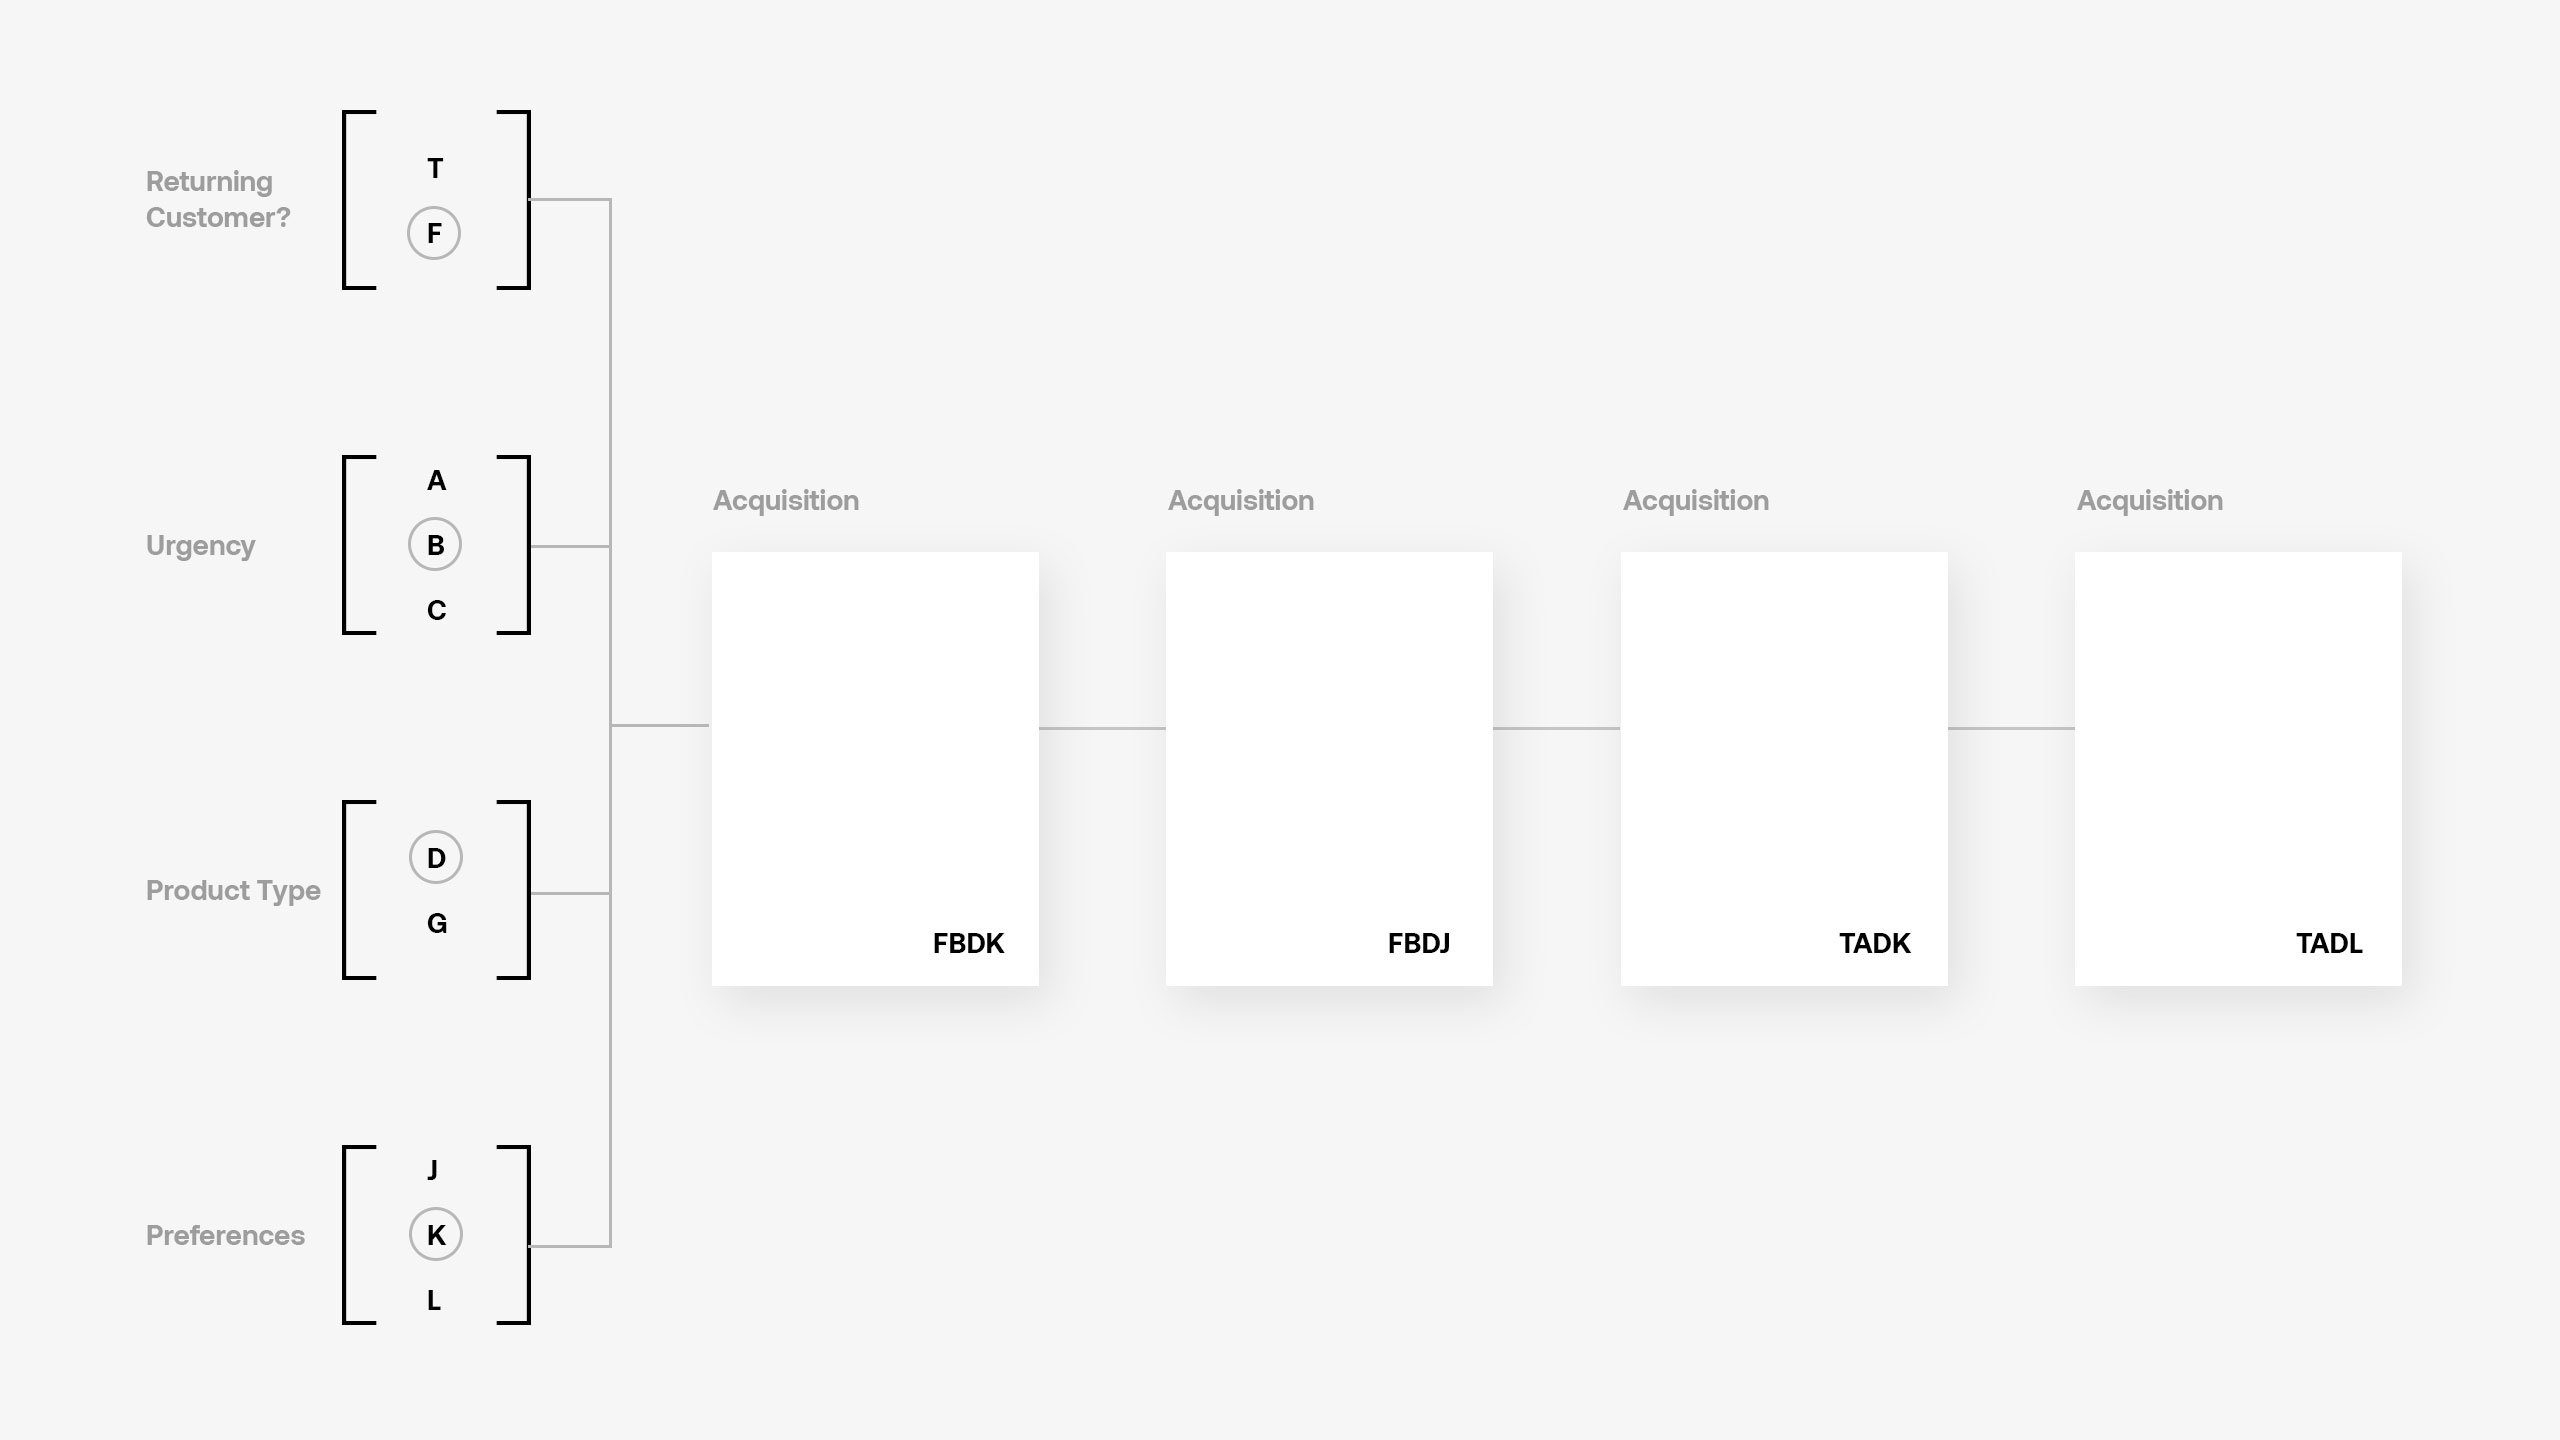 Returning
Customer?
T
F
Urgency
A
B
C
Product Type
D
G
Preferences
J
K
L
Acquisition
FBDK
Acquisition
FBDJ
Acquisition
TADK
Acquisition
TADL